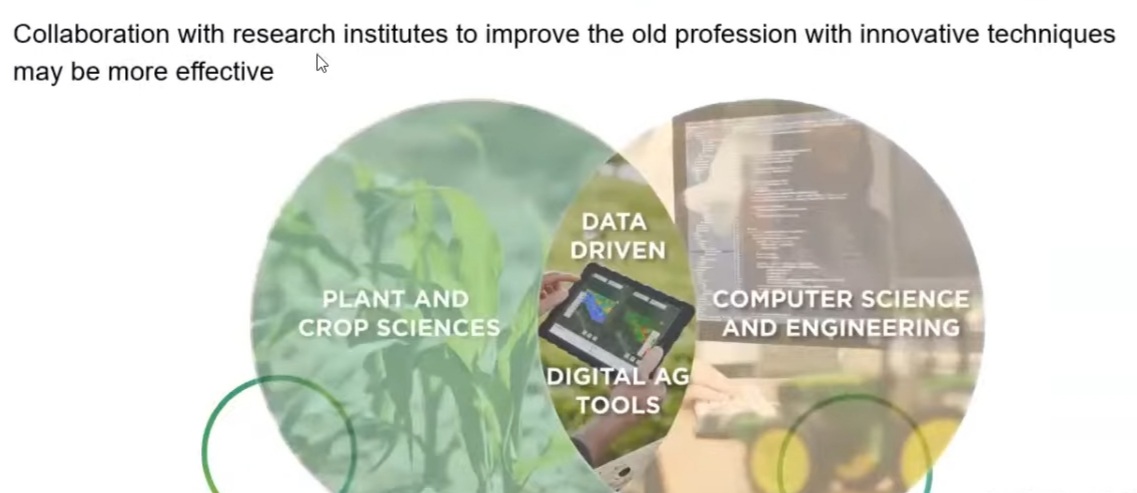 Collaboration with research institutes to improve the old profession with innovative techniques
may be more effective
DATA
DRIVEN
PLANT AND
CROP SCIENCES
COMPUTER SCIENCE
AND ENGINEERING
DIGITAL AG
TOOLS